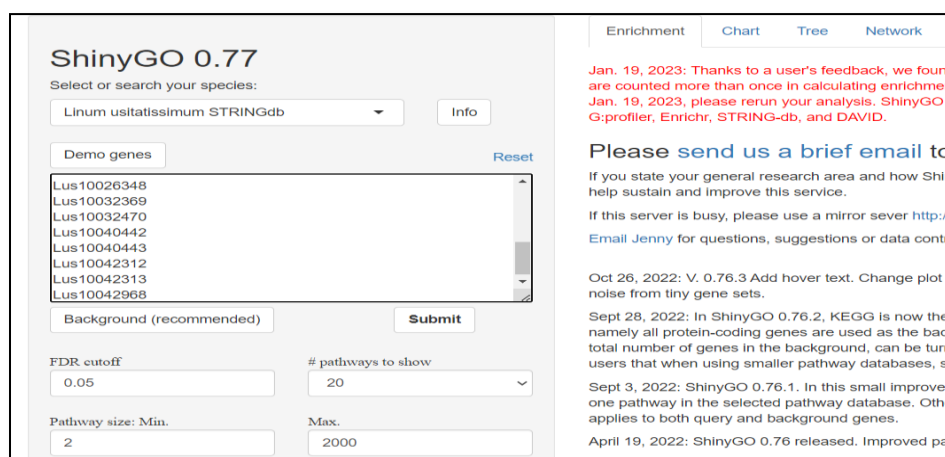 ShinyGO 0.77
Select or search your species:
Linum usitatissimum STRINGdb
Info
Demo genes
Reset
Lus10026348
Lus10032369
Lus10032470
Lus10040442
Lus10040443
Lus10042312
Lus10042313
Lus10042968
Background (recommended)
Submit
FDR cutoff
# pathways to show
0.05
20
Pathway size: Min.
Max.
2
2000
Enrichment Chart Tree Network
Jan. 19, 2023: Thanks to a user's feedback, we foun
are counted more than once in calculating enrichme
Jan. 19, 2023, please rerun your analysis. ShinyGO
G:profiler, Enrichr, STRING-db, and DAVID.
Please send us a brief email to
If you state your general research area and how Shi
help sustain and improve this service.
If this server is busy, please use a mirror sever http:/
Email Jenny for questions, suggestions or data contr
Oct 26, 2022: V. 0.76.3 Add hover text. Change plot
noise from tiny gene sets.
Sept 28, 2022: In ShinyGO 0.76.2, KEGG is now the
namely all protein-coding genes are used as the bac
total number of genes in the background, can be turn
users that when using smaller pathway databases, s
Sept 3, 2022: ShinyGO 0.76.1. In this small improve
one pathway in the selected pathway database. Oth
applies to both query and background genes.
April 19, 2022: ShinyGO 0.76 released. Improved pa